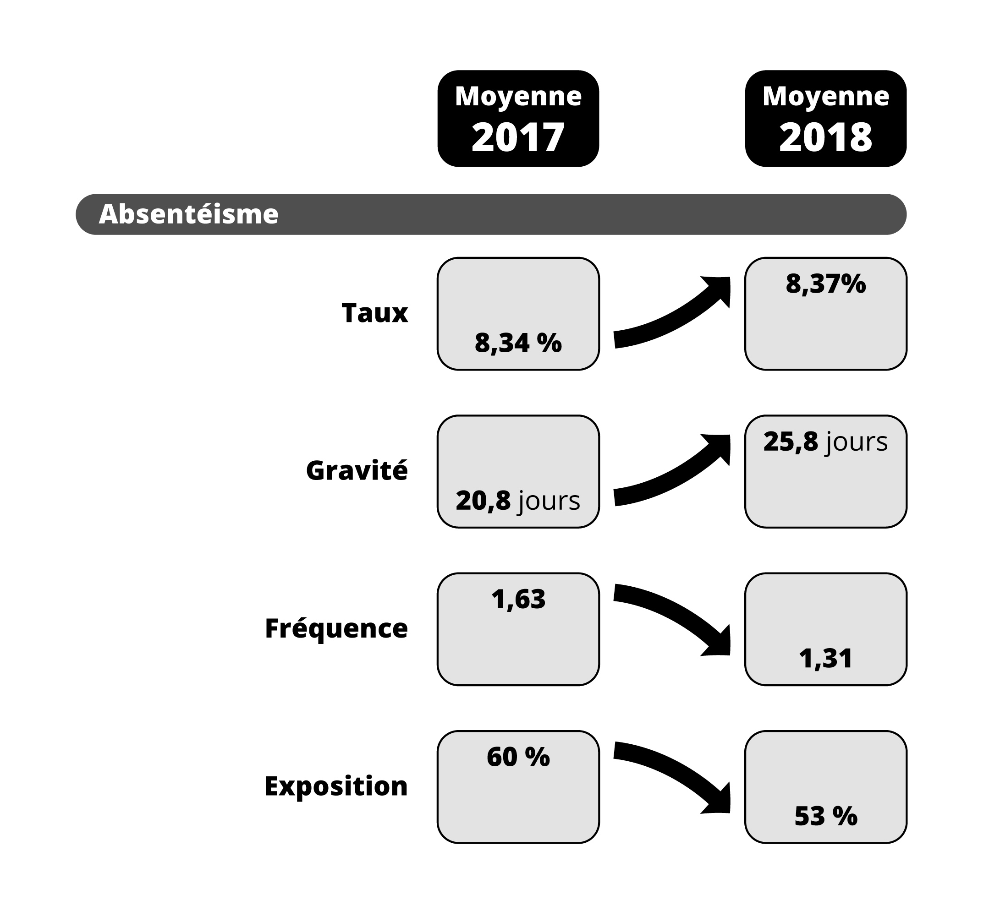 Moyenne
2017
Moyenne
2018
Absentéisme
Taux
8,34 %
8,37%
Gravité
20,8 jours
25,8 jours
Fréquence
1,63
1,31
Exposition
60 %
53 %